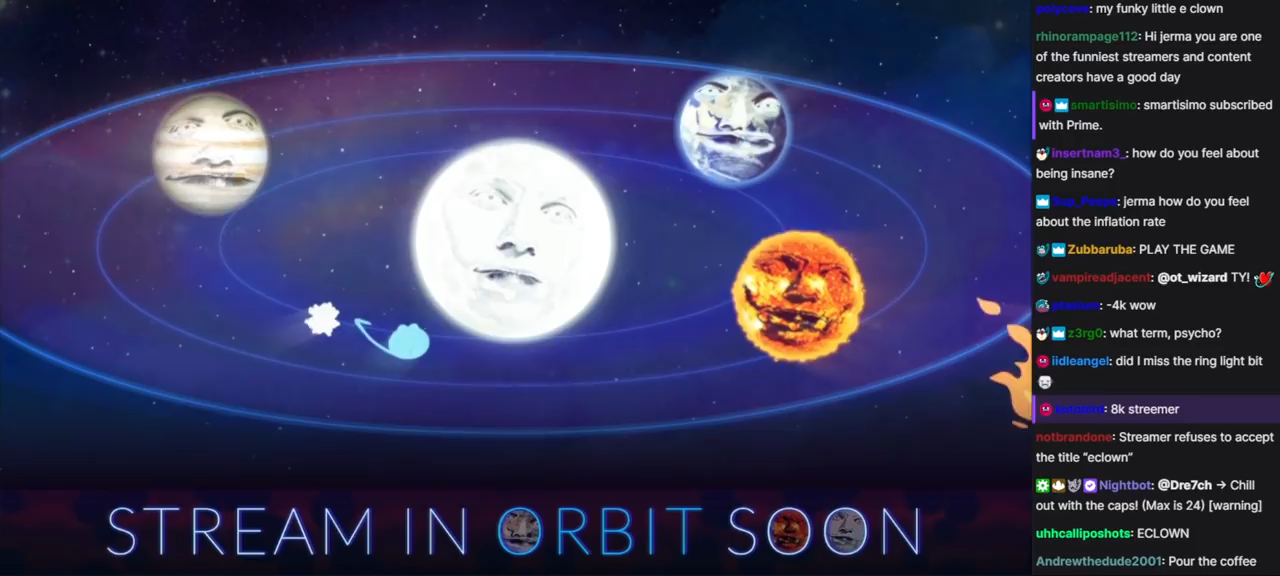 STREAM IN ORBIT SOON
polycove: my funky little e clown
rhinorampage112: Hi jerma you are one
of the funniest streamers and content
creators have a good day
smartisimo: smartisimo subscribed
with Prime.
insertnam3_: how do you feel about
being insane?
jerma how do you feel
about the inflation rate
Zubbaruba: PLAY THE GAME
vampireadjacent: @ot_wizard TY!
: -4k wow
z3rg0: what term, psycho?
iidleangel: did I miss the ring light bit
: 8k streemer
notbrandone: Streamer refuses to accept
the title “eclown”
Nightbot: @Dre7ch → Chill
out with the caps! (Max is 24) [warning]
uhhcalliposhots: ECLOWN
Andrewthedude2001: Pour the coffee